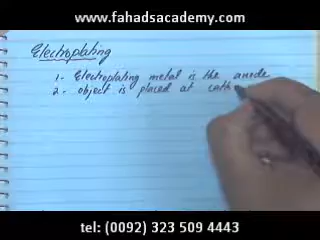 www.fahadsacademy.com
Electroplating
1- Electroplating metal is the anode
2- object is placed at cath
tel: (0092) 323 509 4443